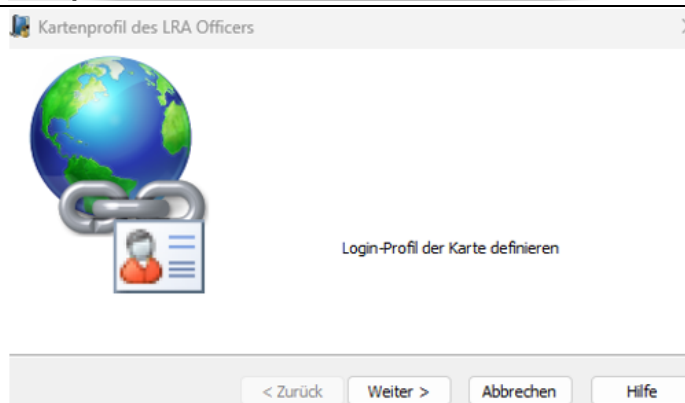 Kartenprofil des LRA Officers
Login-Profil der Karte definieren
< Zurück Weiter > Abbrechen Hilfe